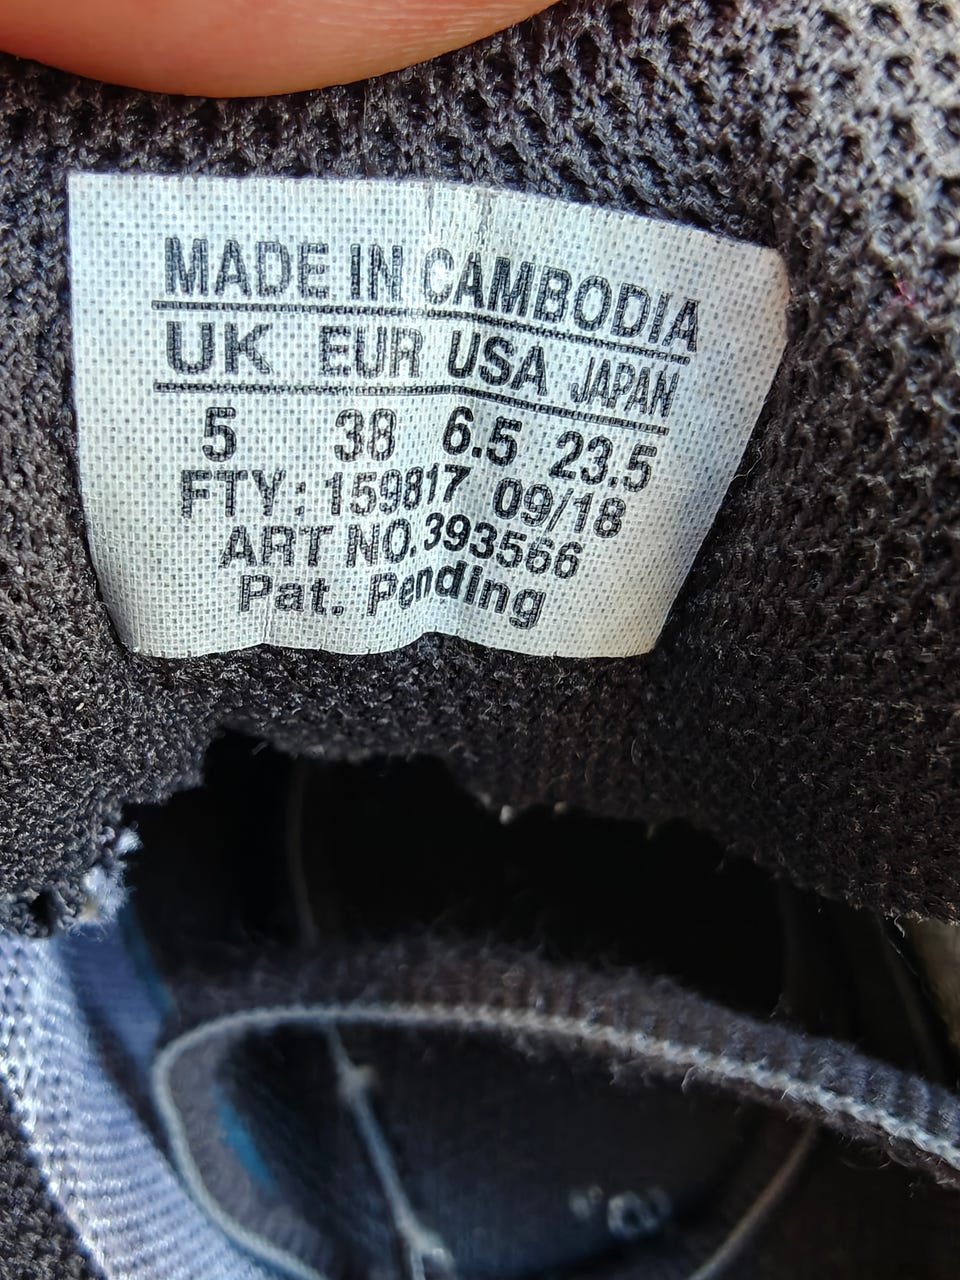 MADE IN CAMBODIA
UK EUR USA JAPAN
5 38 6.5 23.5
FTY: 159817 09/18
ART NO.393566
Pat. Pending